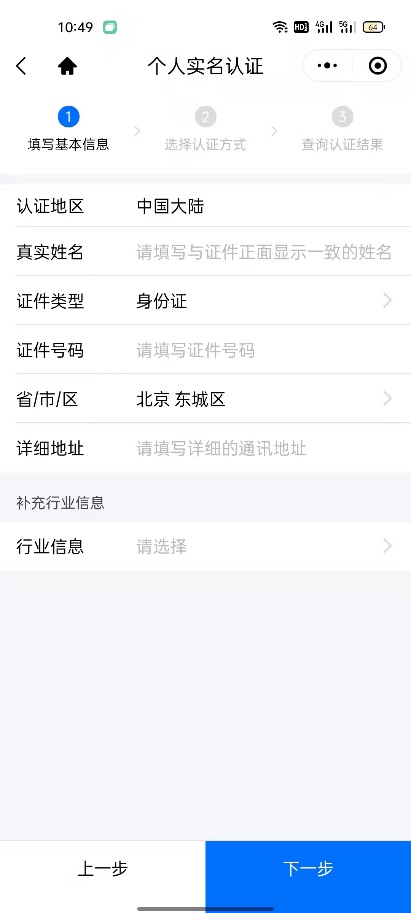 10:49 HD 4G 5G 64
个人实名认证
1 2 3
填写基本信息 选择认证方式 查询认证结果
认证地区 中国大陆
真实姓名 请填写与证件正面显示一致的姓名
证件类型 身份证
证件号码 请填写证件号码
省/市/区 北京 东城区
详细地址 请填写详细的通讯地址
补充行业信息
行业信息 请选择
上一步 下一步